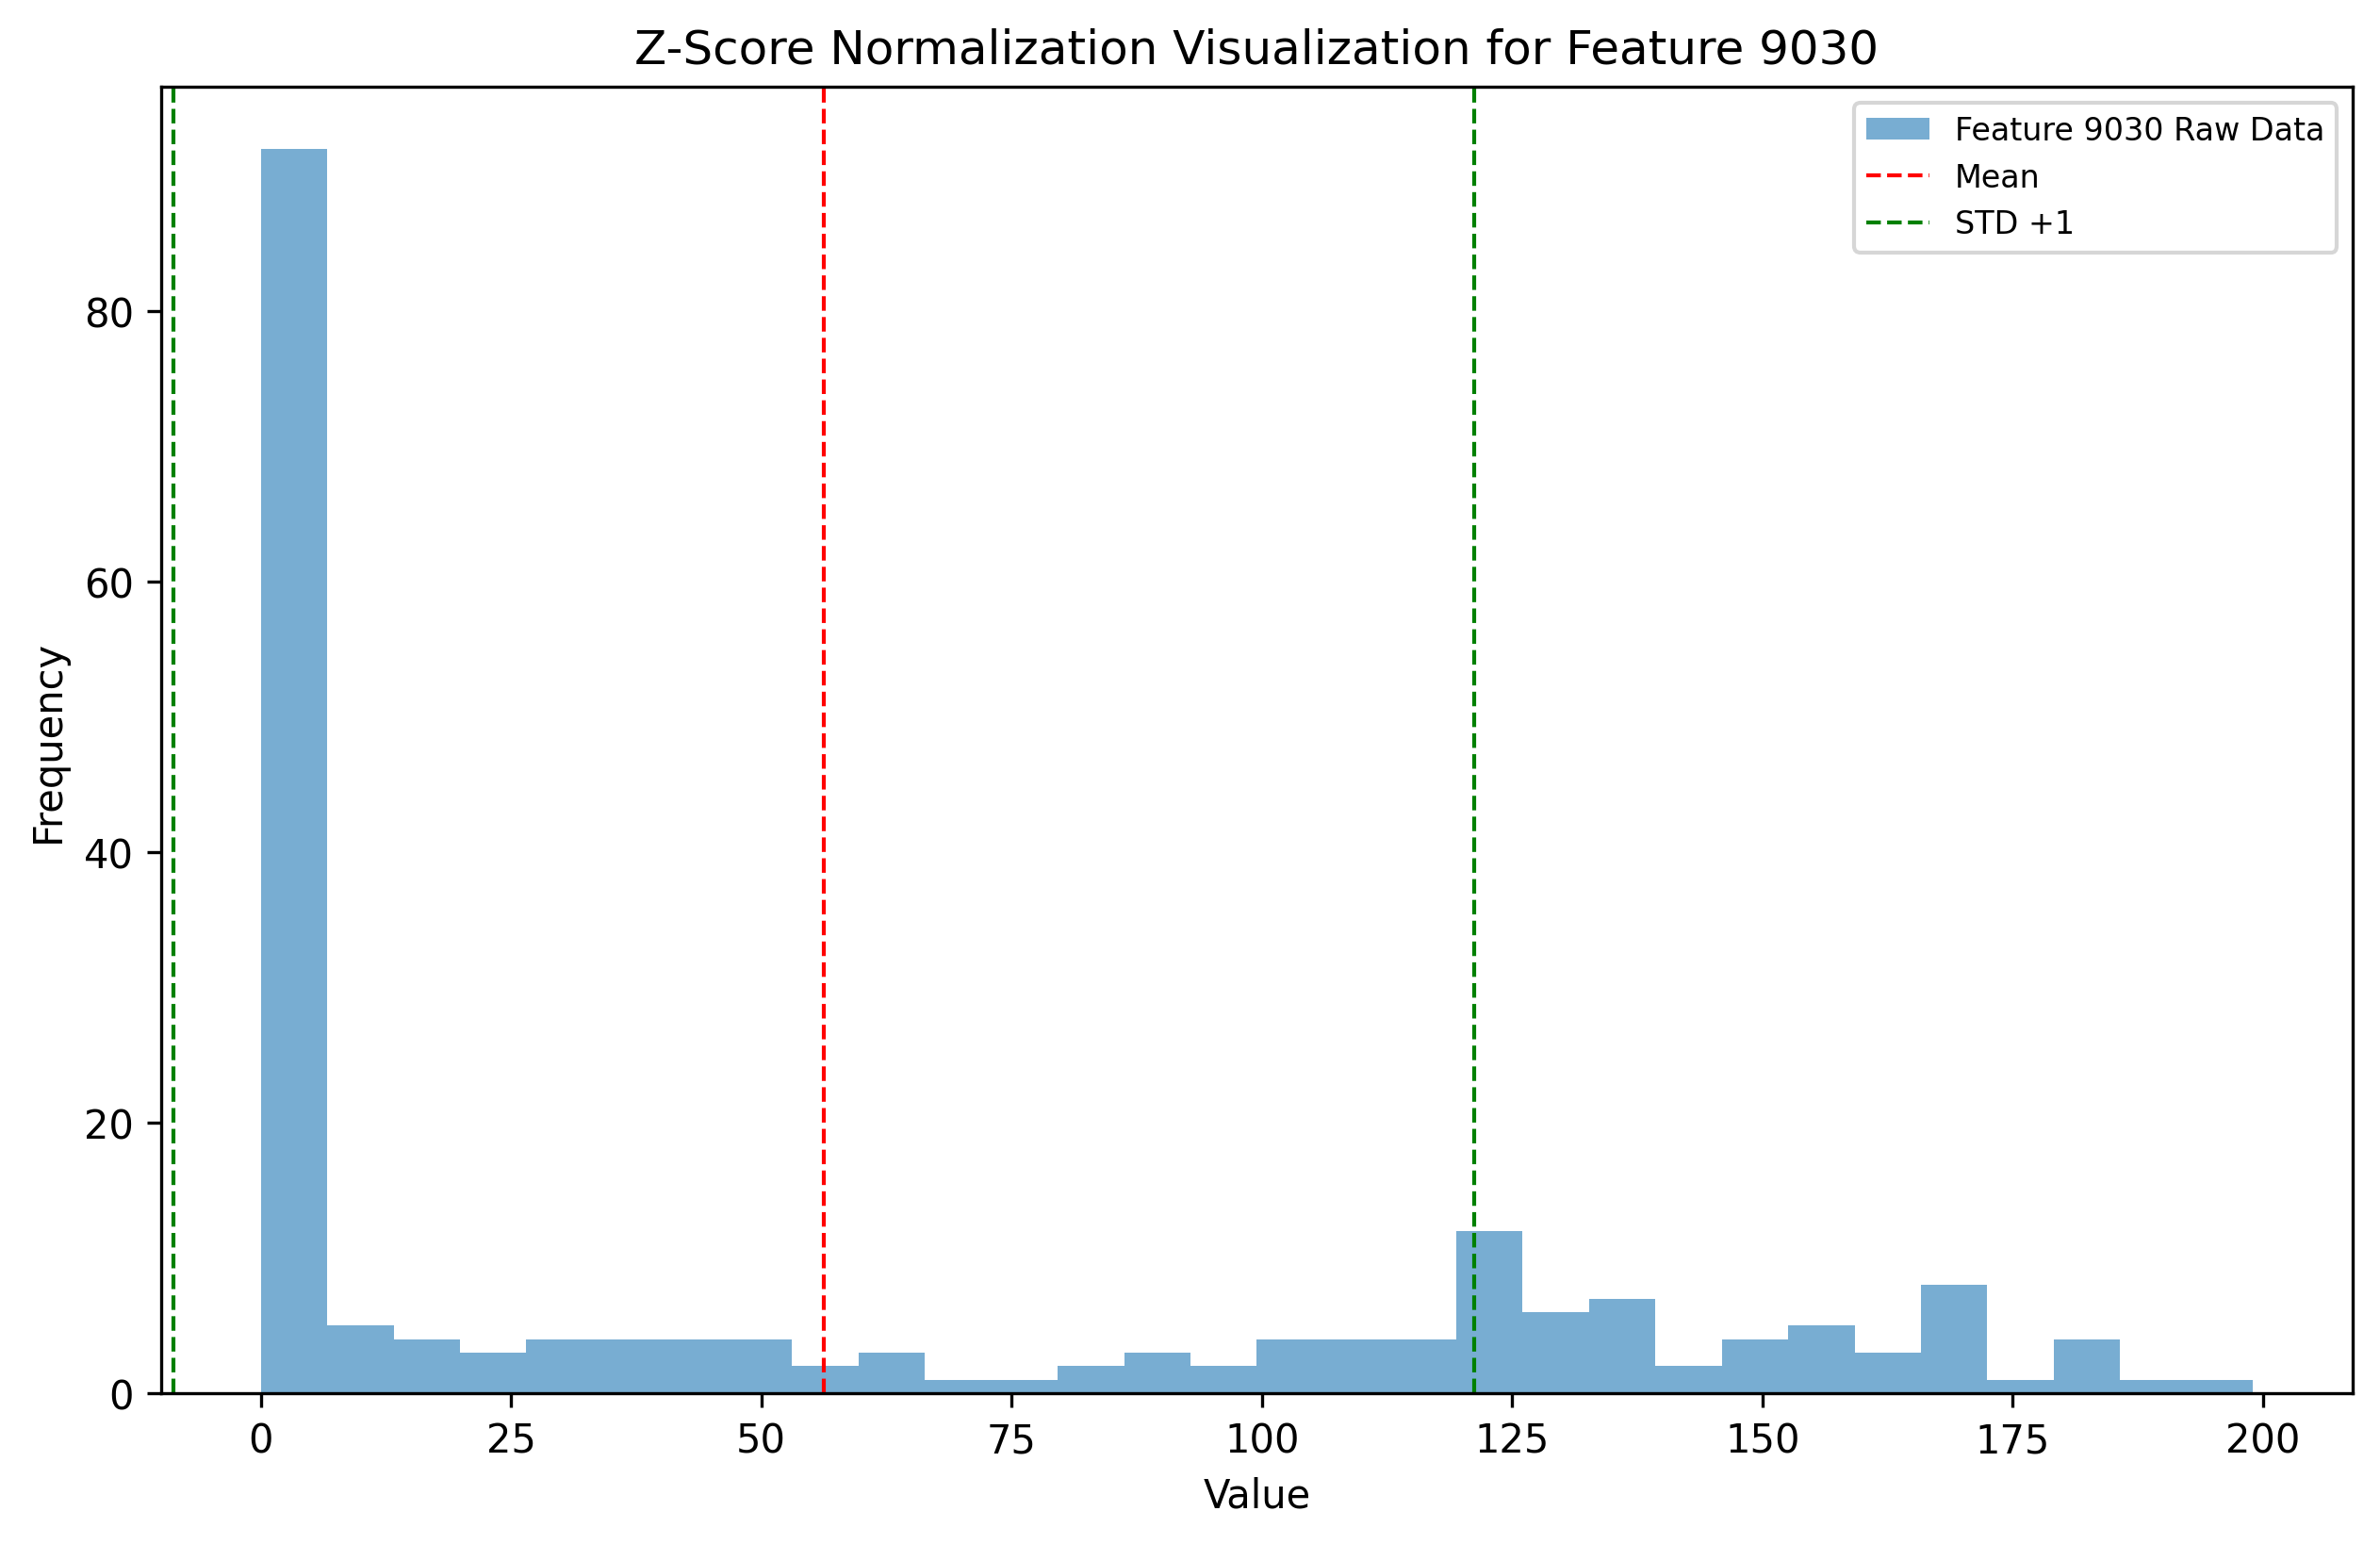 Z-Score Normalization Visualization for Feature 9030
Feature 9030 Raw Data
Mean
STD +1
80
60
40
20
0
Frequency
0 25 50 75 100 125 150 175 200
Value